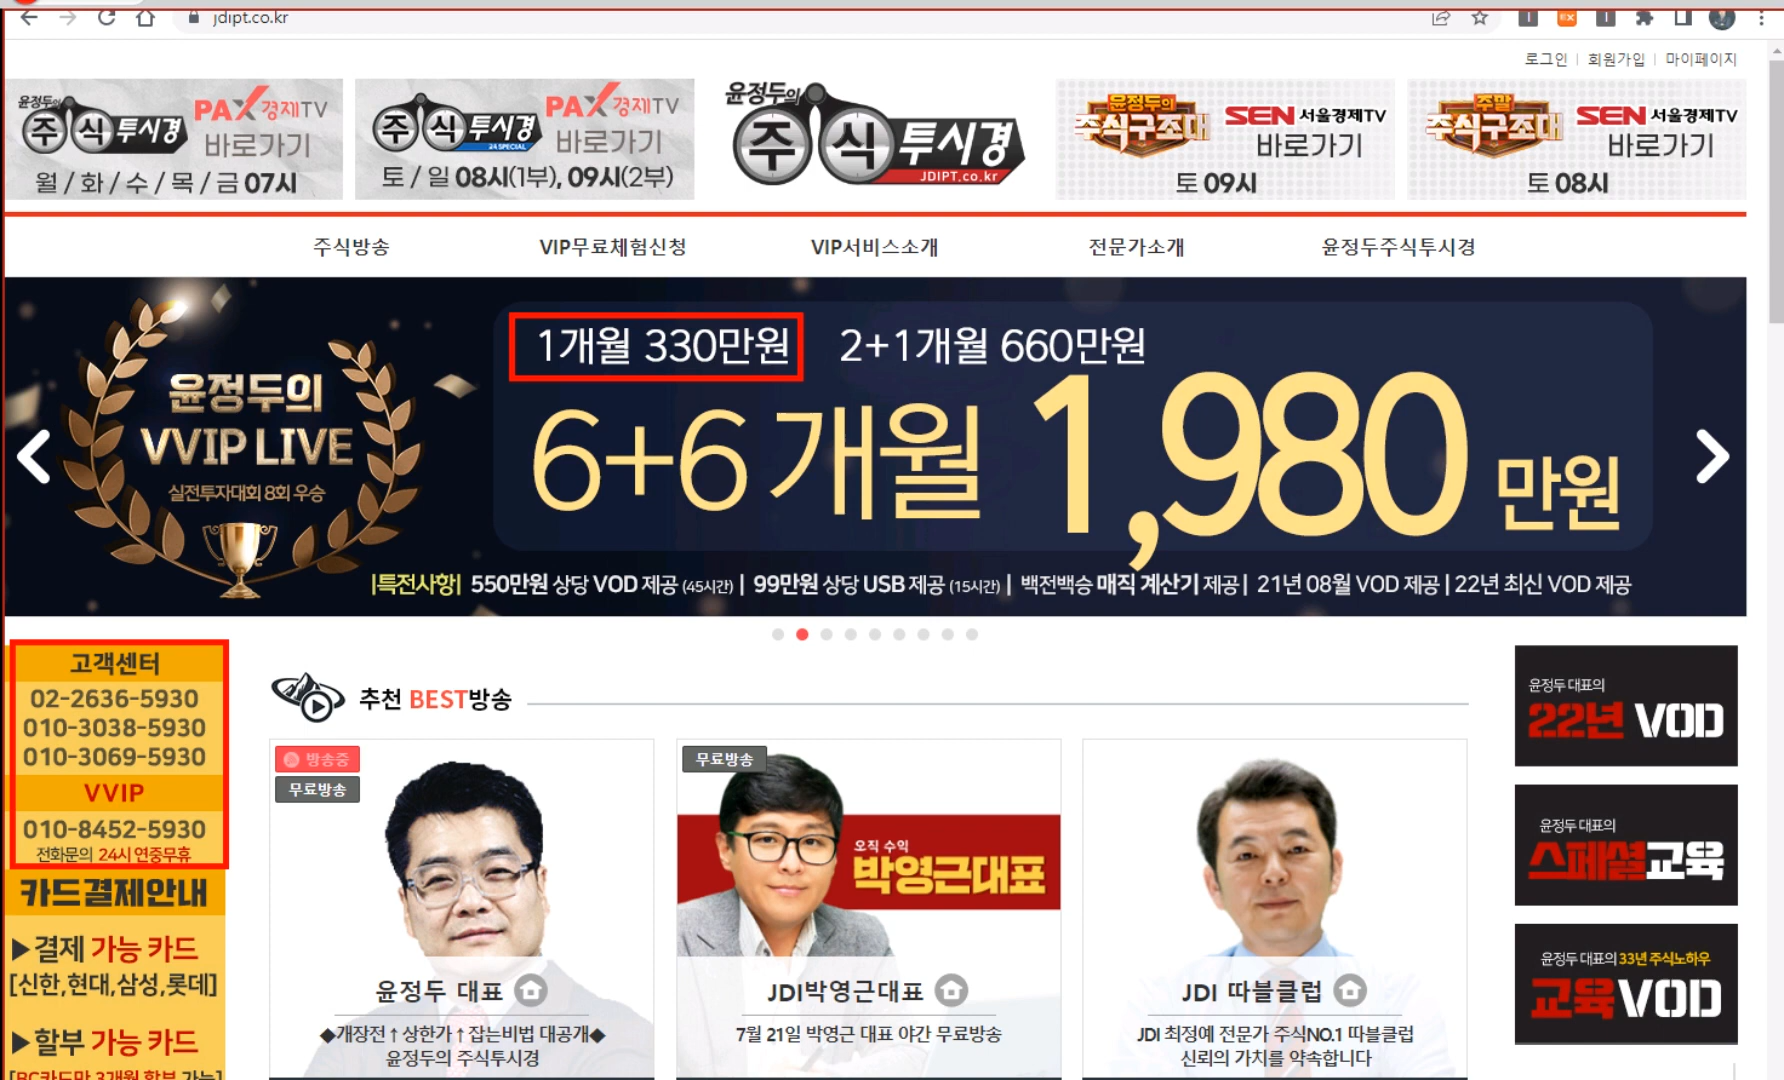 jdipt.co.kr
로그인 | 회원가입 | 마이페이지
윤정두의
주식투시경
PAX경제TV
바로가기
월/화/수/목/금 07시
주식투시경
24 SPECIAL
PAX경제TV
바로가기
토/일 08시(1부), 09시(2부)
윤정두의
주식투시경
JDIPT.co.kr
윤정두의
주식구조대
SEN 서울경제TV
바로가기
토 09시
주말
주식구조대
SEN 서울경제TV
바로가기
토 08시
주식방송
VIP무료체험신청
VIP서비스소개
전문가소개
윤정두주식투시경
윤정두의
VVIP LIVE
실전투자대회 8회 우승
1개월 330만원 2+1개월 660만원
6+6개월 1,980만원
|특전사항| 550만원 상당 VOD 제공 (45시간) | 99만원 상당 USB 제공 (15시간) | 백전백승 매직 계산기 제공 | 21년 08월 VOD 제공 | 22년 최신 VOD 제공
고객센터
02-2636-5930
010-3038-5930
010-3069-5930
VVIP
010-8452-5930
전화문의 24시 연중무휴
카드결제안내
▶결제 가능 카드
[신한,현대,삼성,롯데]
▶할부 가능 카드
[BC카드만 3개월 할부 가능]
추천 BEST방송
방송중
무료방송
윤정두 대표
◆개장전↑상한가↑잡는비법 대공개◆
윤정두의 주식투시경
무료방송
오직 수익
박영근대표
JDI박영근대표
7월 21일 박영근 대표 야간 무료방송
JDI 따블클럽
JDI 최정예 전문가 주식NO.1 따블클럽
신뢰의 가치를 약속합니다
윤정두 대표의
22년 VOD
윤정두 대표의
스페셜교육
윤정두 대표의 33년 주식노하우
교육VOD